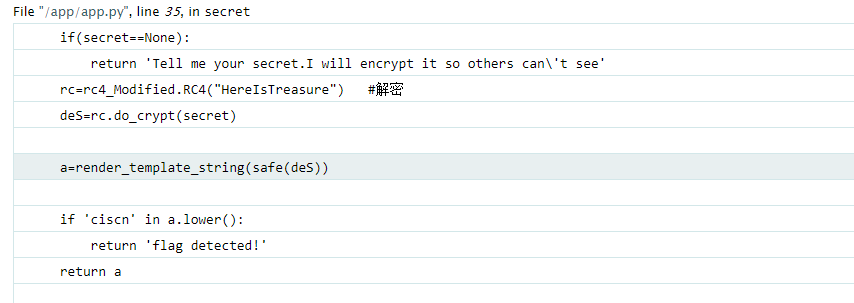 File "/app/app.py", line 35, in secret
if(secret==None):
return 'Tell me your secret.I will encrypt it so others can\'t see'
rc=rc4_Modified.RC4("HereIsTreasure")   #解密
deS=rc.do_crypt(secret)
a=render_template_string(safe(deS))
if 'ciscn' in a.lower():
return 'flag detected!'
return a